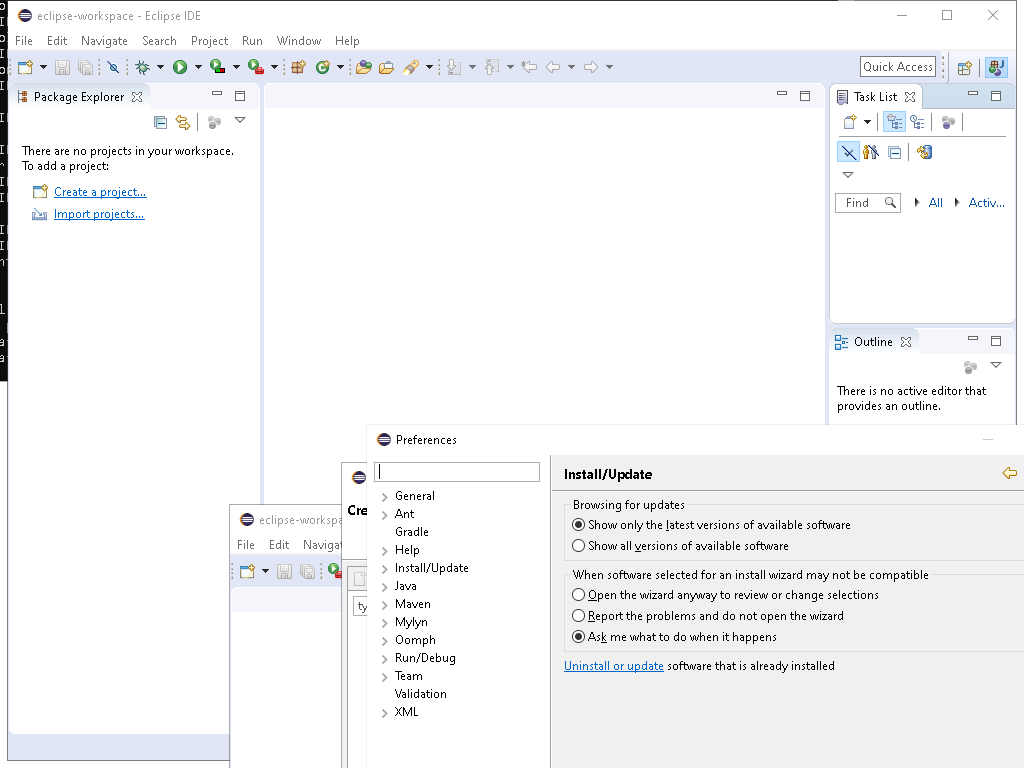 eclipse-workspace - Eclipse IDE
File Edit Navigate Search Project Run Window Help
Quick Access
Package Explorer
There are no projects in your workspace.
To add a project:
Create a project...
Import projects...
Task List
Find All Activ...
Outline
There is no active editor that
provides an outline.
eclipse-workspa
File Edit Naviga
Cre
ty
Preferences
General
Ant
Gradle
Help
Install/Update
Java
Maven
Mylyn
Oomph
Run/Debug
Team
Validation
XML
Install/Update
Browsing for updates
Show only the latest versions of available software
Show all versions of available software
When software selected for an install wizard may not be compatible
Open the wizard anyway to review or change selections
Report the problems and do not open the wizard
Ask me what to do when it happens
Uninstall or update software that is already installed